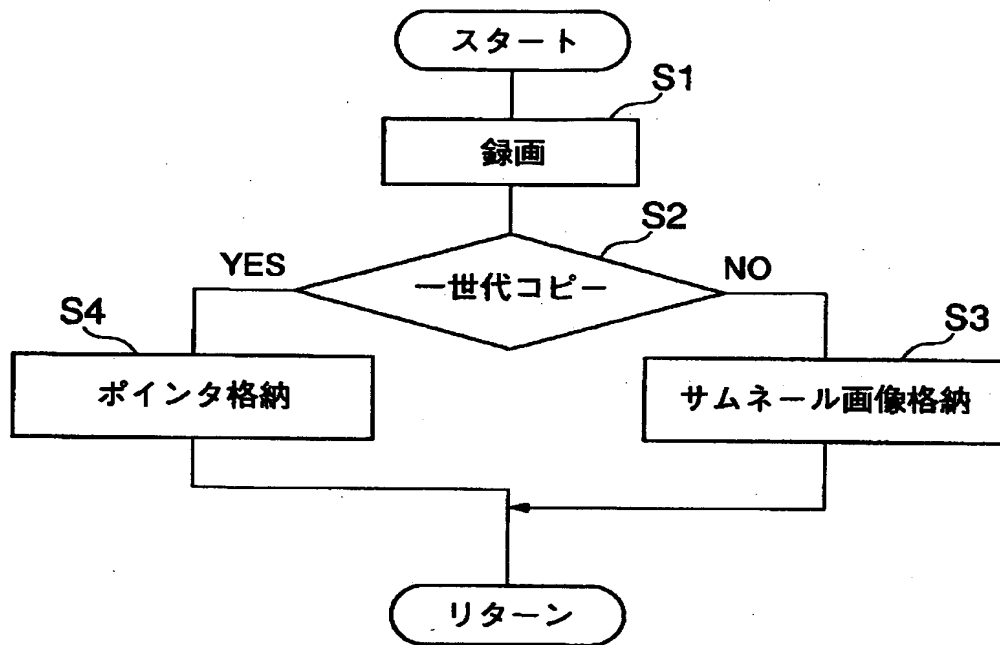 スタート
S1
録画
S2
YES
一世代コピー
NO
S4
S3
ポインタ格納
サムネール画像格納
リターン